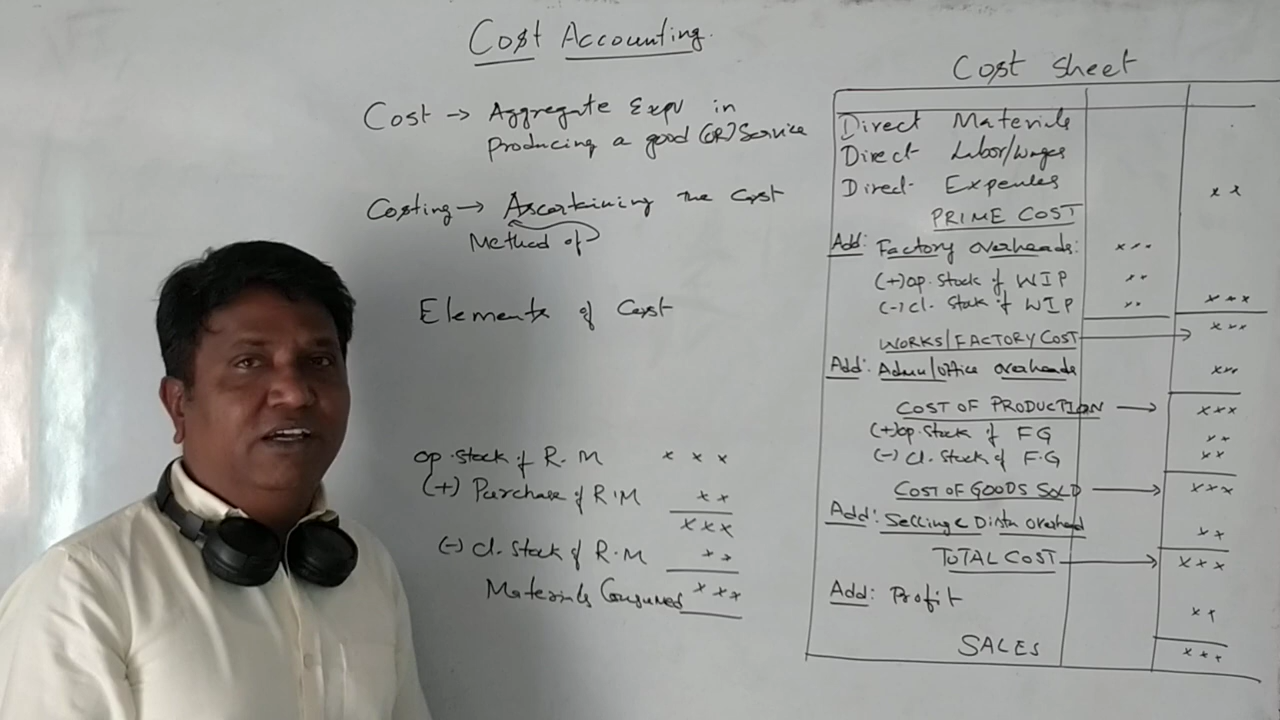 Cost Accounting.
Cost → Aggregate Expr in
producing a good (OR) Service
Costing → Ascertaining the Cost
Method of
Elements of Cost
op. stock of R.M x x x
(+) Purchase of R.M x x
x x x
(-) cl. stock of R.M x x
Materials Consumed x x x
Cost Sheet
Direct Materials
Direct Labor/wages
Direct Expenses x x
PRIME COST
Add: Factory overheads: x x x
(+) op. stock of WIP x x
(-) cl. stock of WIP x x x x x
WORKS/FACTORY COST → x x x
Add: Admn/office overheads x x x
COST OF PRODUCTION → x x x
(+) op. stock of FG x x
(-) cl. stock of F.G x x
COST OF GOODS SOLD → x x x
Add: Selling & Distn overhead x x
TOTAL COST → x x x
Add: Profit x x
SALES x x x